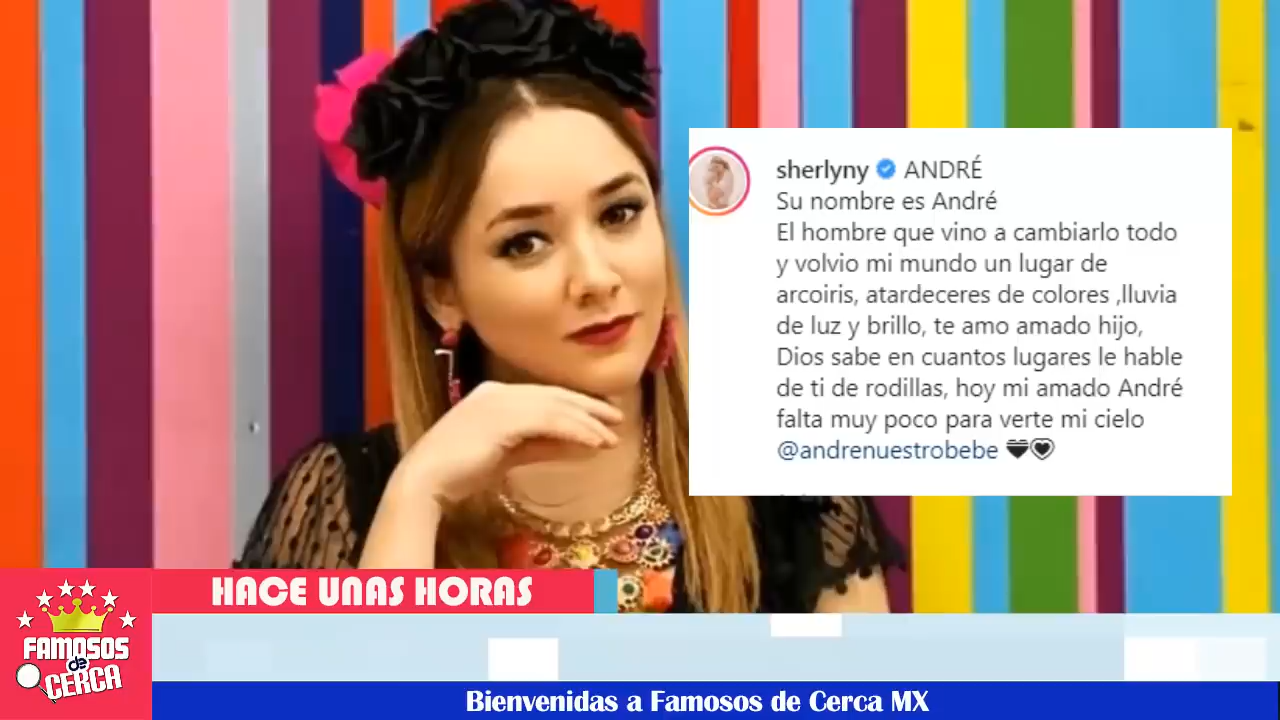 sherlyny ANDRÉ
Su nombre es André
El hombre que vino a cambiarlo todo
y volvio mi mundo un lugar de
arcoiris, atardeceres de colores ,lluvia
de luz y brillo, te amo amado hijo,
Dios sabe en cuantos lugares le hable
de ti de rodillas, hoy mi amado André
falta muy poco para verte mi cielo
@andrenuestrobebe 🖤💟
HACE UNAS HORAS
FAMOSOS
de
CERCA
Bienvenidas a Famosos de Cerca MX